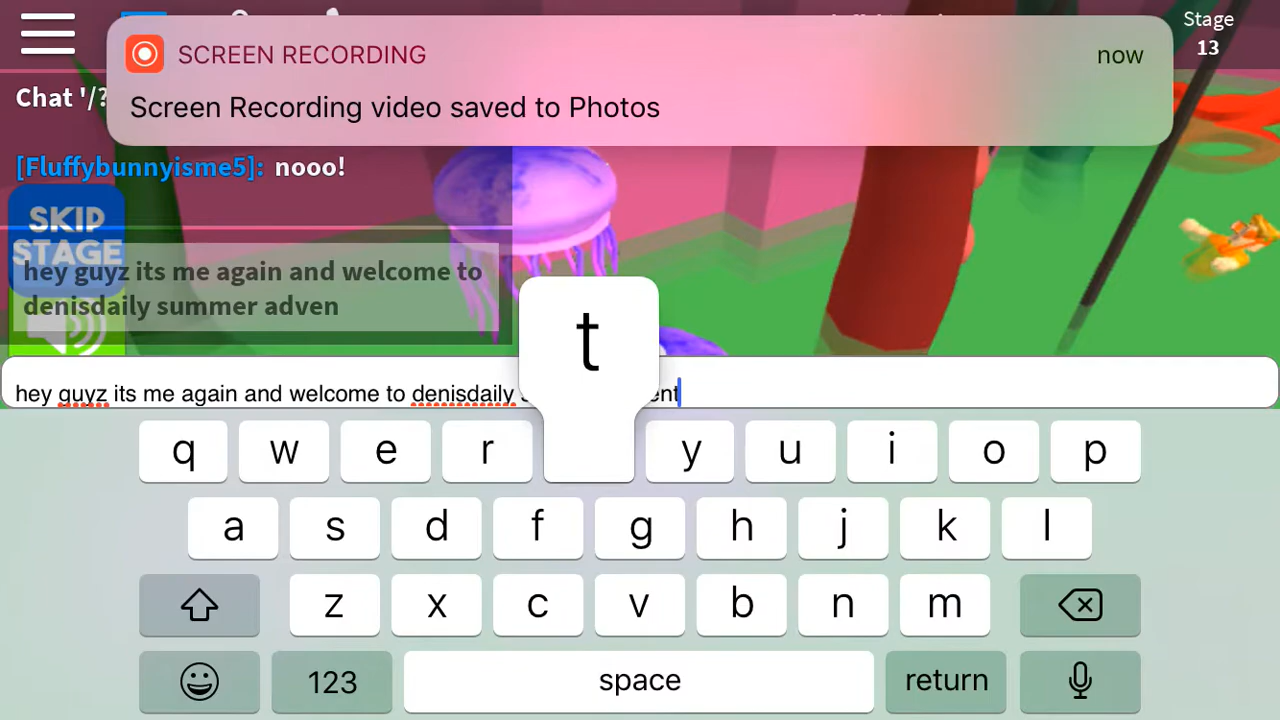 Stage
13
SCREEN RECORDING
now
Screen Recording video saved to Photos
Chat '/?
[Fluffybunnyisme5]: nooo!
SKIP
STAGE
hey guyz its me again and welcome to
denisdaily summer adven
t
hey guyz its me again and welcome to denisdaily
q w e r y u i o p
a s d f g h j k l
z x c v b n m
123 space return